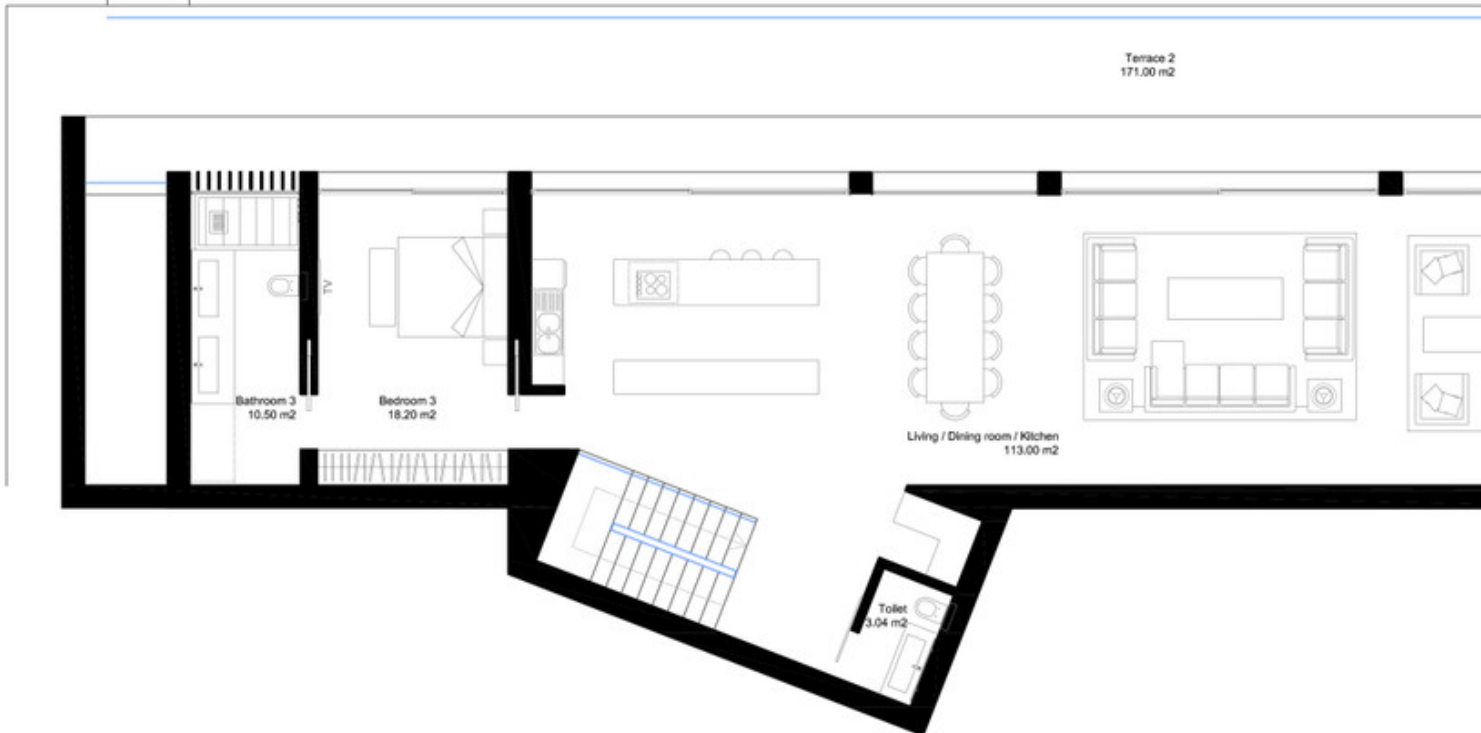 Terrace 2
171.00 m2
TV
Bathroom 3
10.50 m2
Bedroom 3
18.20 m2
Living / Dining room / Kitchen
113.00 m2
Toilet
3.04 m2